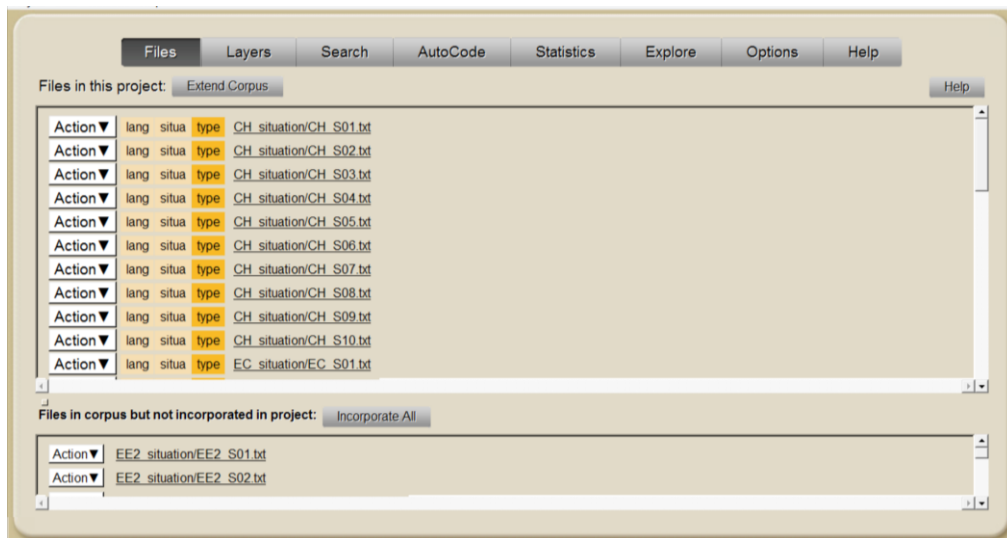 Files Layers Search AutoCode Statistics Explore Options Help
Files in this project: Extend Corpus Help
Action▼ lang situa type CH_situation/CH_S01.txt
Action▼ lang situa type CH_situation/CH_S02.txt
Action▼ lang situa type CH_situation/CH_S03.txt
Action▼ lang situa type CH_situation/CH_S04.txt
Action▼ lang situa type CH_situation/CH_S05.txt
Action▼ lang situa type CH_situation/CH_S06.txt
Action▼ lang situa type CH_situation/CH_S07.txt
Action▼ lang situa type CH_situation/CH_S08.txt
Action▼ lang situa type CH_situation/CH_S09.txt
Action▼ lang situa type CH_situation/CH_S10.txt
Action▼ lang situa type EC_situation/EC_S01.txt
Files in corpus but not incorporated in project: Incorporate All
Action▼ EE2_situation/EE2_S01.txt
Action▼ EE2_situation/EE2_S02.txt